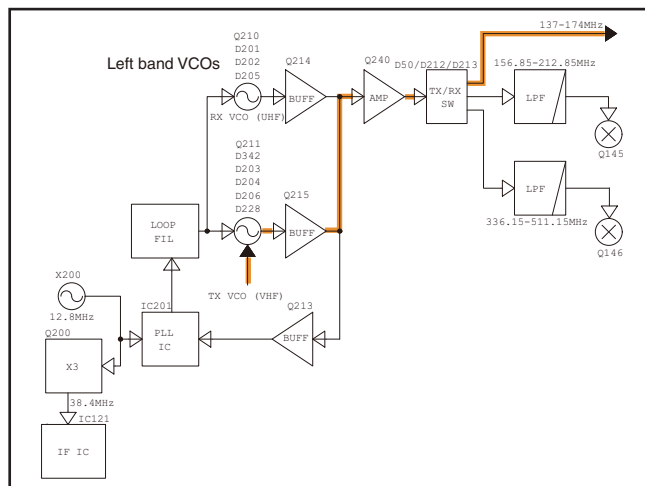 Q210
D201
D202
D205
Left band VCOs
Q214
BUFF
RX VCO (UHF)
Q240
AMP
D50/D212/D213
TX/RX
SW
137-174MHz
156.85-212.85MHz
LPF
Q145
Q211
D342
D203
D204
D206
D228
Q215
BUFF
TX VCO (VHF)
LPF
336.15-511.15MHz
Q146
LOOP
FIL
X200
12.8MHz
IC201
PLL
IC
Q213
BUFF
Q200
X3
38.4MHz
IC121
IF IC